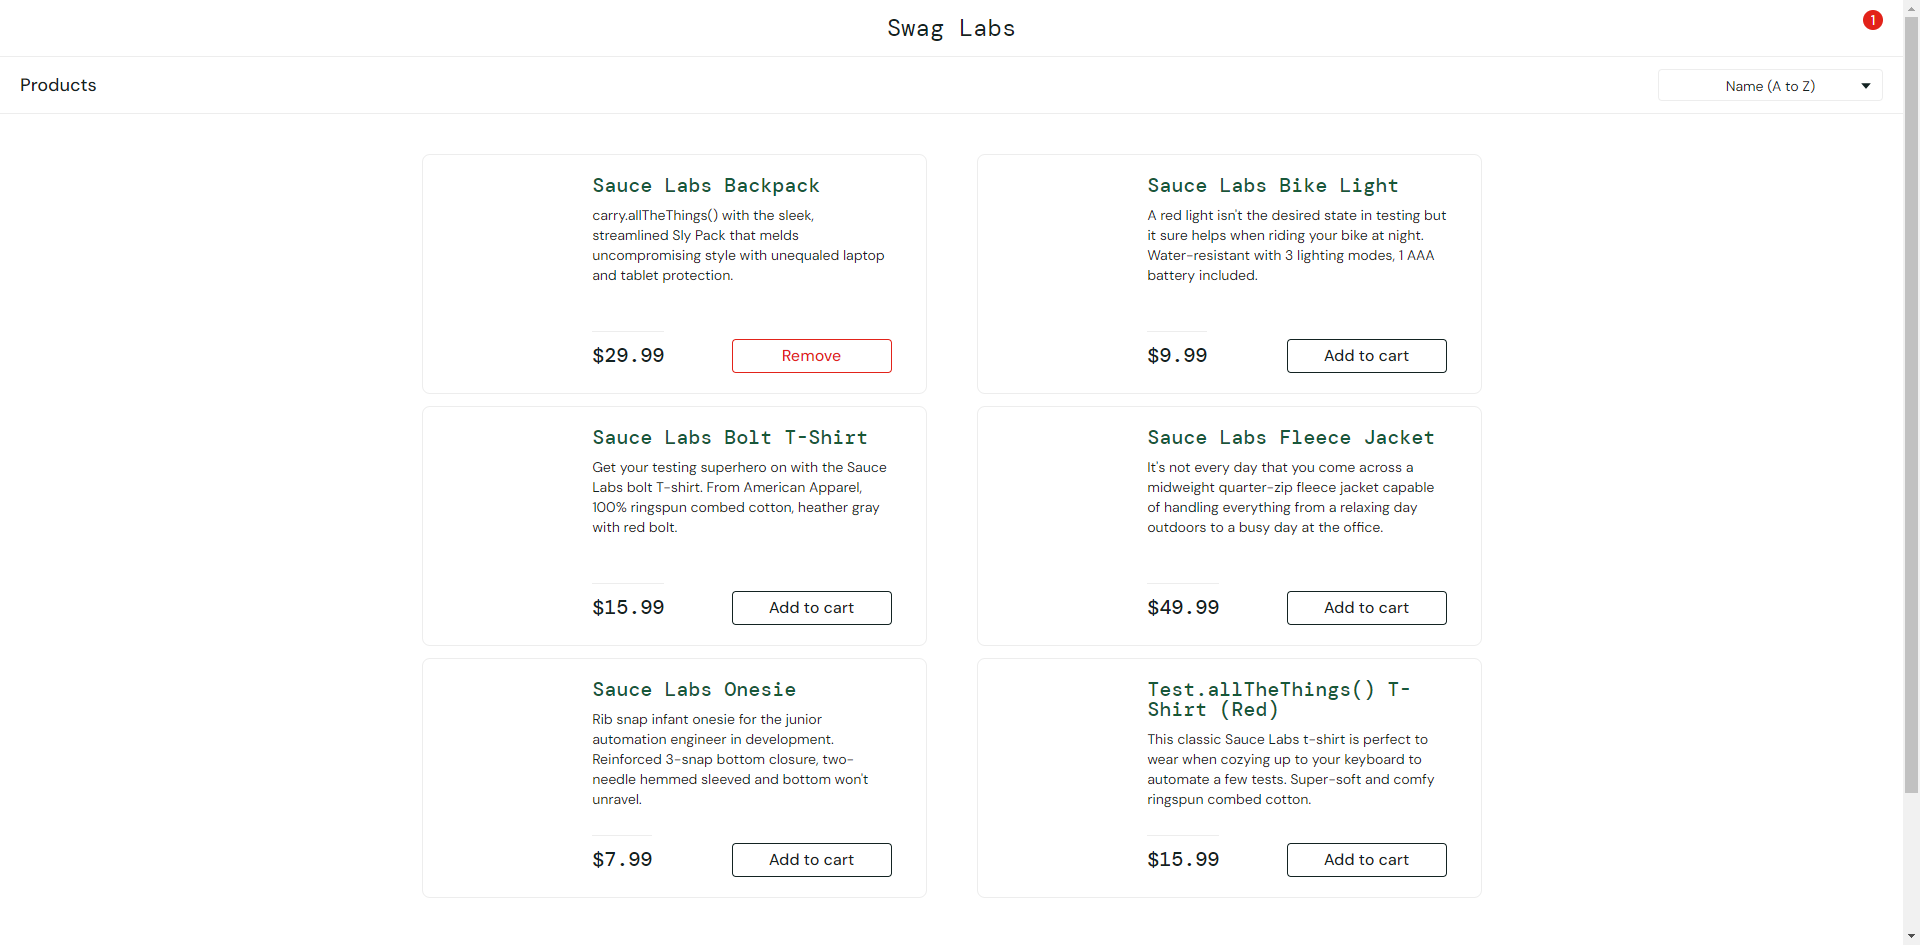 Swag Labs
1
Products
Name (A to Z)
Sauce Labs Backpack
carry.allTheThings() with the sleek,
streamlined Sly Pack that melds
uncompromising style with unequaled laptop
and tablet protection.
$29.99
Remove
Sauce Labs Bike Light
A red light isn't the desired state in testing but
it sure helps when riding your bike at night.
Water-resistant with 3 lighting modes, 1 AAA
battery included.
$9.99
Add to cart
Sauce Labs Bolt T-Shirt
Get your testing superhero on with the Sauce
Labs bolt T-shirt. From American Apparel,
100% ringspun combed cotton, heather gray
with red bolt.
$15.99
Add to cart
Sauce Labs Fleece Jacket
It's not every day that you come across a
midweight quarter-zip fleece jacket capable
of handling everything from a relaxing day
outdoors to a busy day at the office.
$49.99
Add to cart
Sauce Labs Onesie
Rib snap infant onesie for the junior
automation engineer in development.
Reinforced 3-snap bottom closure, two-
needle hemmed sleeved and bottom won't
unravel.
$7.99
Add to cart
Test.allTheThings() T-
Shirt (Red)
This classic Sauce Labs t-shirt is perfect to
wear when cozying up to your keyboard to
automate a few tests. Super-soft and comfy
ringspun combed cotton.
$15.99
Add to cart